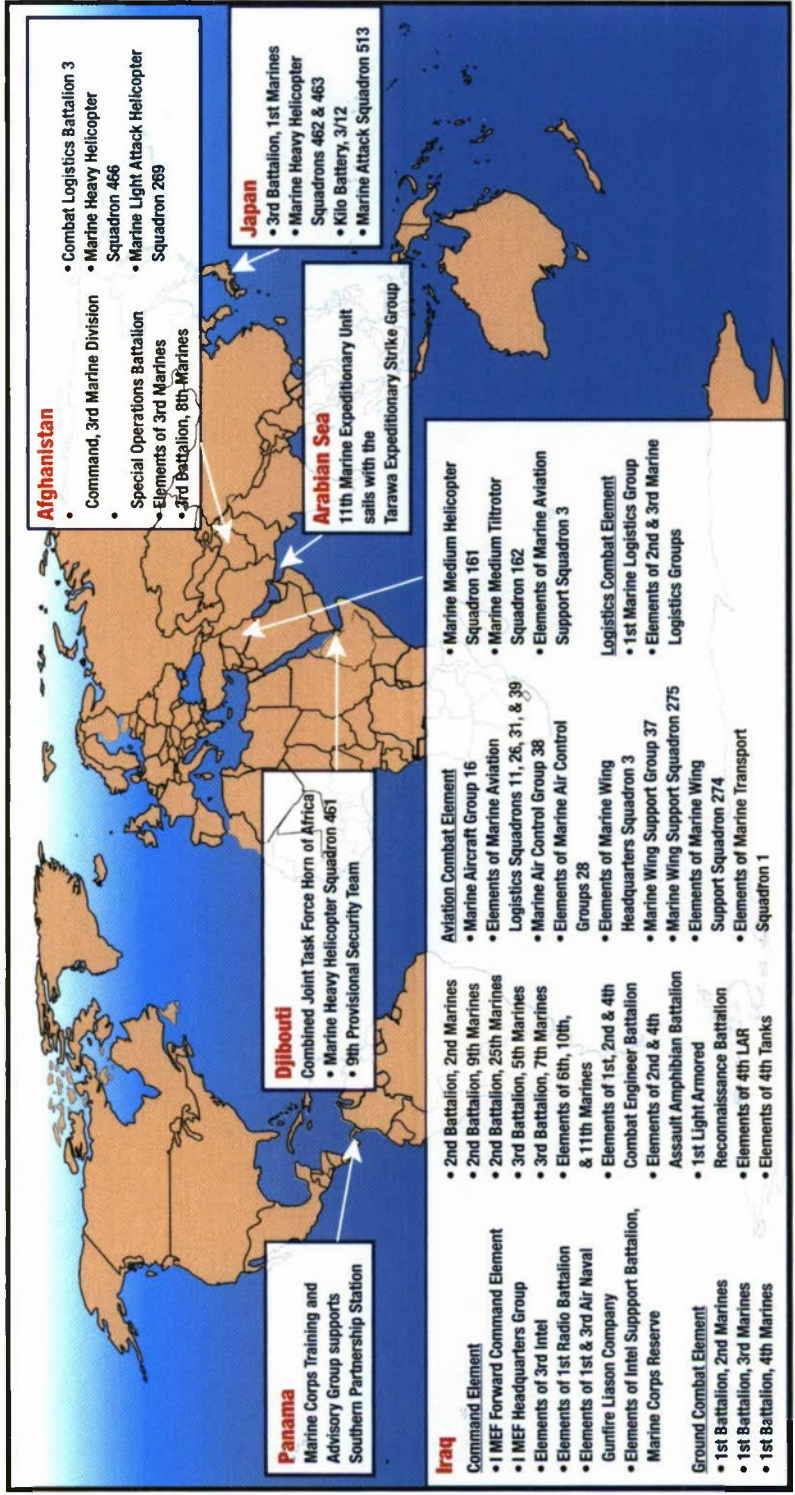 Afghanistan
•
Command, 3rd Marine Division
•
Special Operations Battalion
• Elements of 3rd Marines
• 3rd Battalion, 8th Marines
• Combat Logistics Battalion 3
• Marine Heavy Helicopter
Squadron 466
• Marine Light Attack Helicopter
Squadron 269
Japan
• 3rd Battalion, 1st Marines
• Marine Heavy Helicopter
Squadrons 462 & 463
• Kilo Battery, 3/12
• Marine Attack Squadron 513
Arabian Sea
11th Marine Expeditionary Unit
sails with the
Tarawa Expeditionary Strike Group
Djibouti
Combined Joint Task Force Horn of Africa
• Marine Heavy Helicopter Squadron 461
• 9th Provisional Security Team
Panama
Marine Corps Training and
Advisory Group supports
Southern Partnership Station
Iraq
Command Element
• I MEF Forward Command Element
• I MEF Headquarters Group
• Elements of 3rd Intel
• Elements of 1st Radio Battalion
• Elements of 1st & 3rd Air Naval
Gunfire Liason Company
• Elements of Intel Suppport Battalion,
Marine Corps Reserve
Ground Combat Element
• 1st Battalion, 2nd Marines
• 1st Battalion, 3rd Marines
• 1st Battalion, 4th Marines
• 2nd Battalion, 2nd Marines
• 2nd Battalion, 9th Marines
• 2nd Battalion, 25th Marines
• 3rd Battalion, 5th Marines
• 3rd Battalion, 7th Marines
• Elements of 6th, 10th,
& 11th Marines
• Elements of 1st, 2nd & 4th
Combat Engineer Battalion
• Elements of 2nd & 4th
Assault Amphibian Battalion
• 1st Light Armored
Reconnaissance Battalion
• Elements of 4th LAR
• Elements of 4th Tanks
Aviation Combat Element
• Marine Aircraft Group 16
• Elements of Marine Aviation
Logistics Squadrons 11, 26, 31, & 39
• Marine Air Control Group 38
• Elements of Marine Air Control
Groups 28
• Elements of Marine Wing
Headquarters Squadron 3
• Marine Wing Support Group 37
• Marine Wing Support Squadron 275
• Elements of Marine Wing
Support Squadron 274
• Elements of Marine Transport
Squadron 1
• Marine Medium Helicopter
Squadron 161
• Marine Medium Tiltrotor
Squadron 162
• Elements of Marine Aviation
Support Squadron 3
Logistics Combat Element
• 1st Marine Logistics Group
• Elements of 2nd & 3rd Marine
Logistics Groups